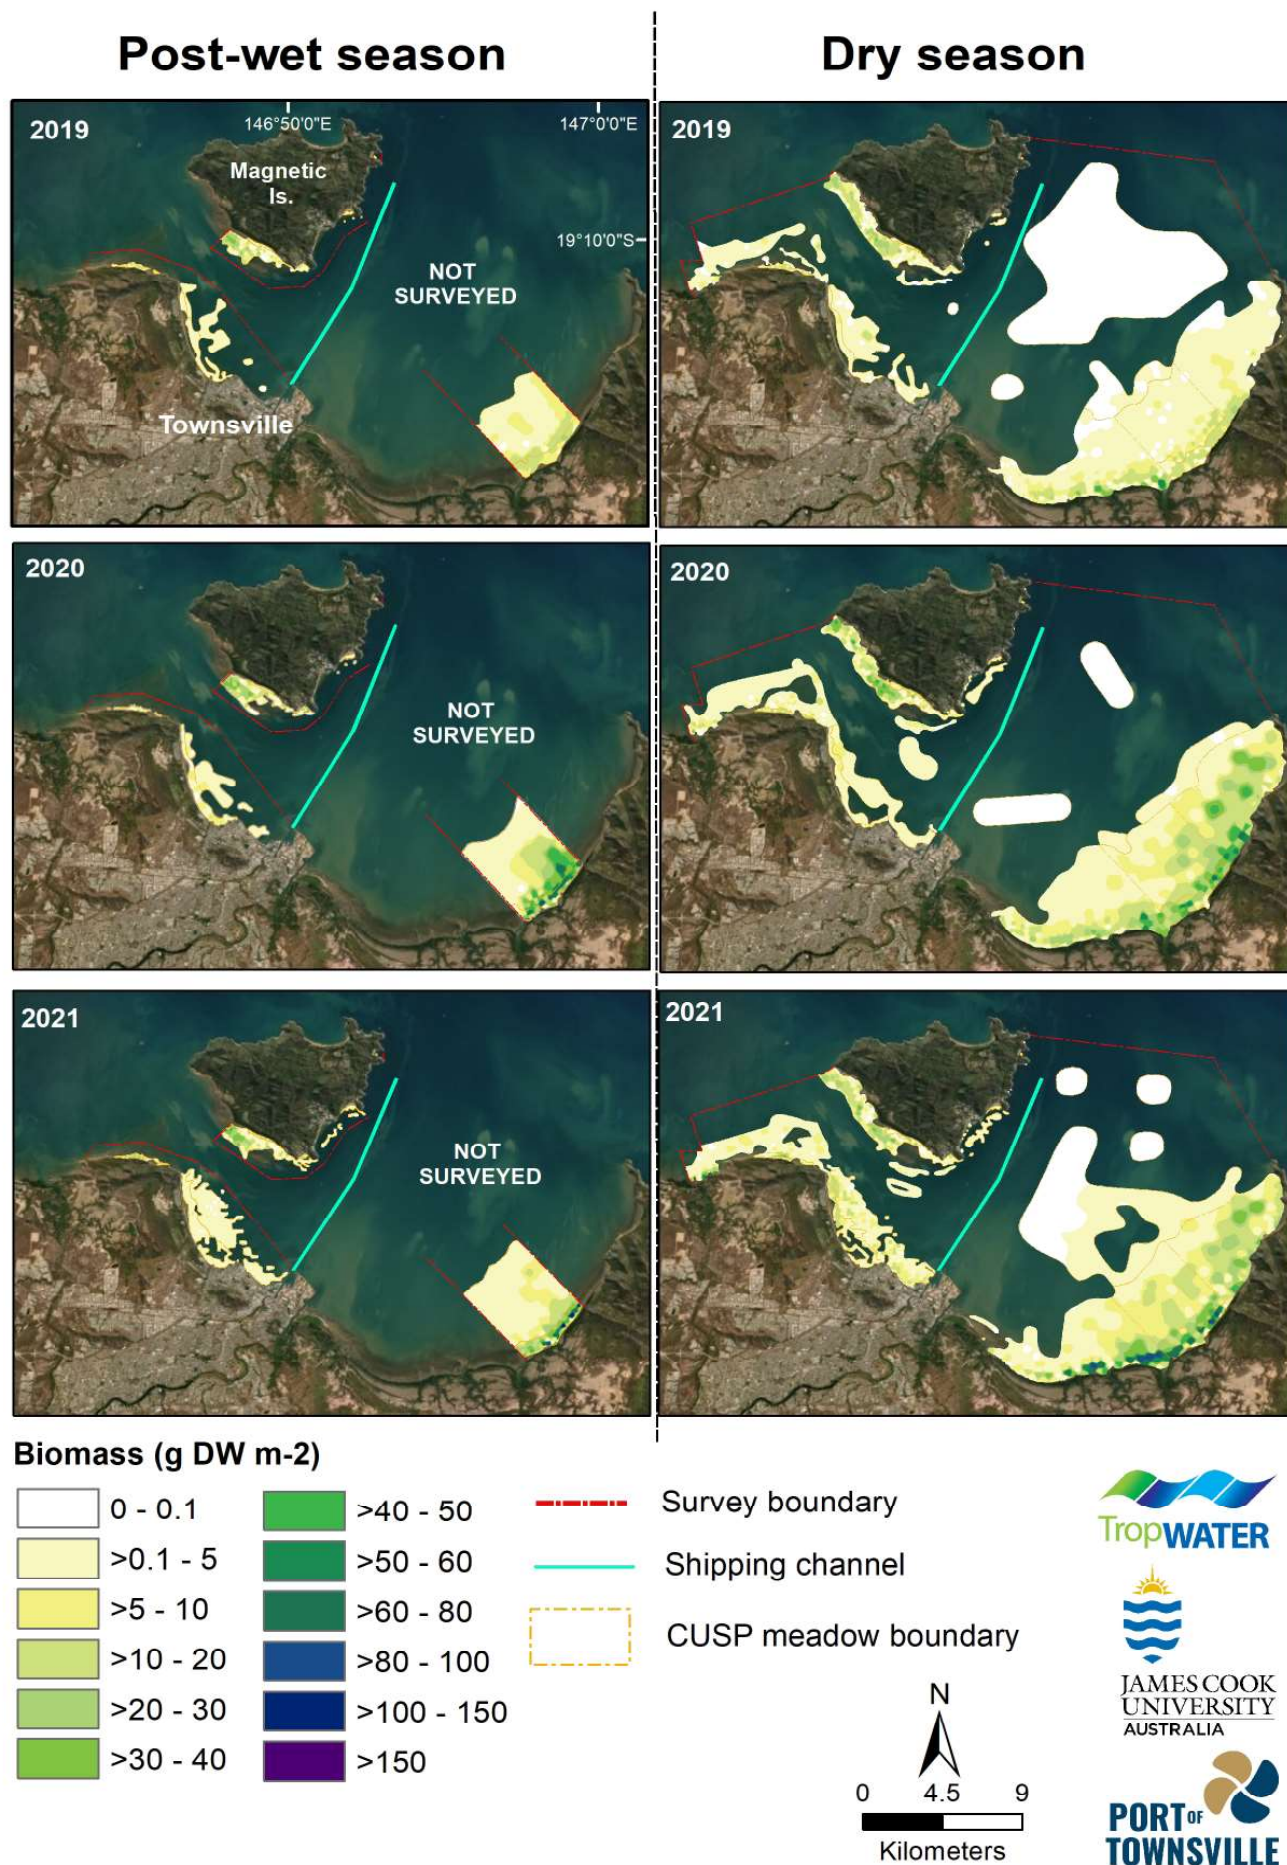 Post-wet season
Dry season
2019
146°50'0"E
147°0'0"E
Magnetic
Is.
19°10'0"S
NOT
SURVEYED
Townsville
2019
2020
NOT
SURVEYED
2020
2021
NOT
SURVEYED
2021
Biomass (g DW m-2)
0 - 0.1
>0.1 - 5
>5 - 10
>10 - 20
>20 - 30
>30 - 40
>40 - 50
>50 - 60
>60 - 80
>80 - 100
>100 - 150
>150
Survey boundary
Shipping channel
CUSP meadow boundary
N
0 4.5 9
Kilometers
TropWATER
JAMES COOK
UNIVERSITY
AUSTRALIA
PORT OF
TOWNSVILLE